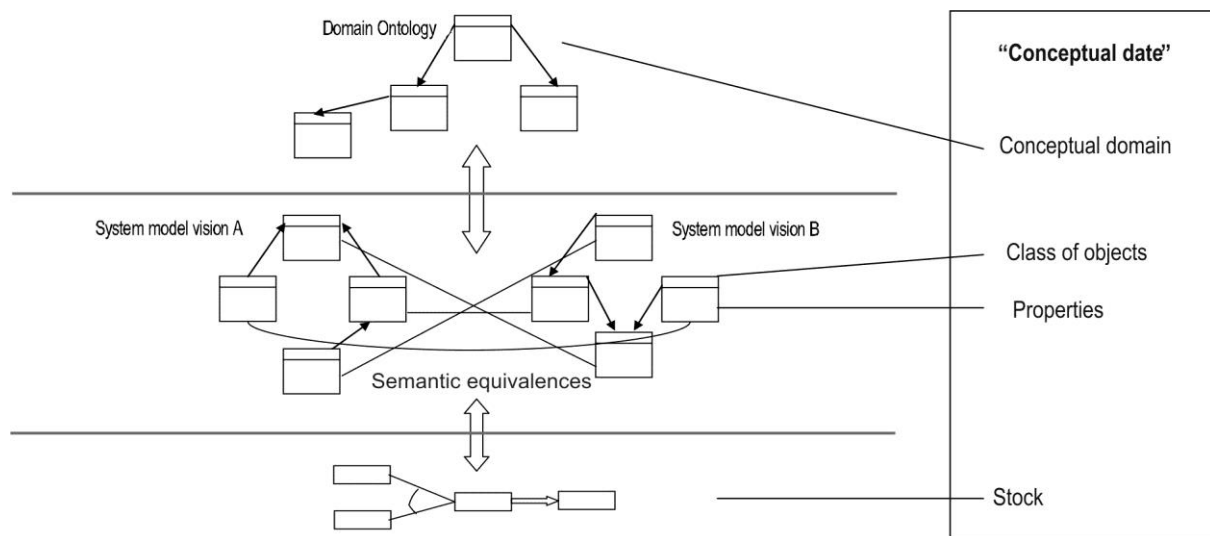 Domain Ontology
“Conceptual date”
Conceptual domain
System model vision A
System model vision B
Class of objects
Properties
Semantic equivalences
Stock